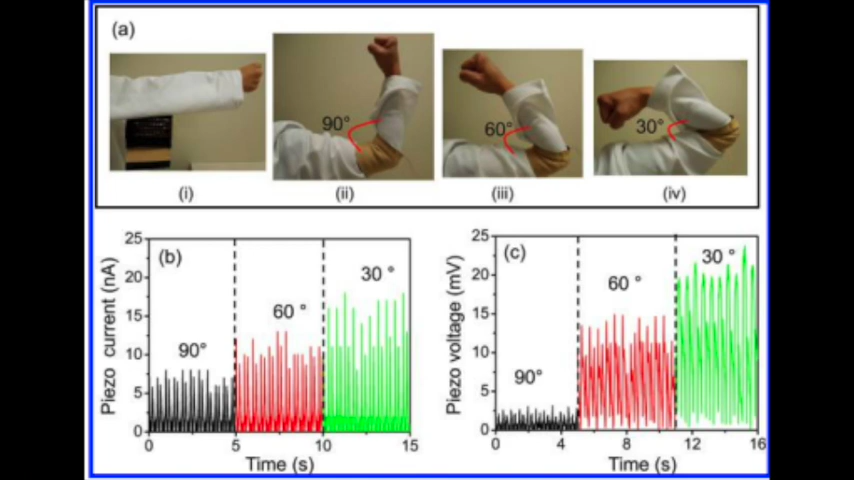 (a)
90°
60°
30°
(i)
(ii)
(iii)
(iv)
25
20
15
10
5
0
Piezo current (nA)
(b)
90°
60 °
30 °
0
5
10
15
Time (s)
25
20
15
10
5
0
Piezo voltage (mV)
(c)
90°
60 °
30 °
0
4
8
12
16
Time (s)